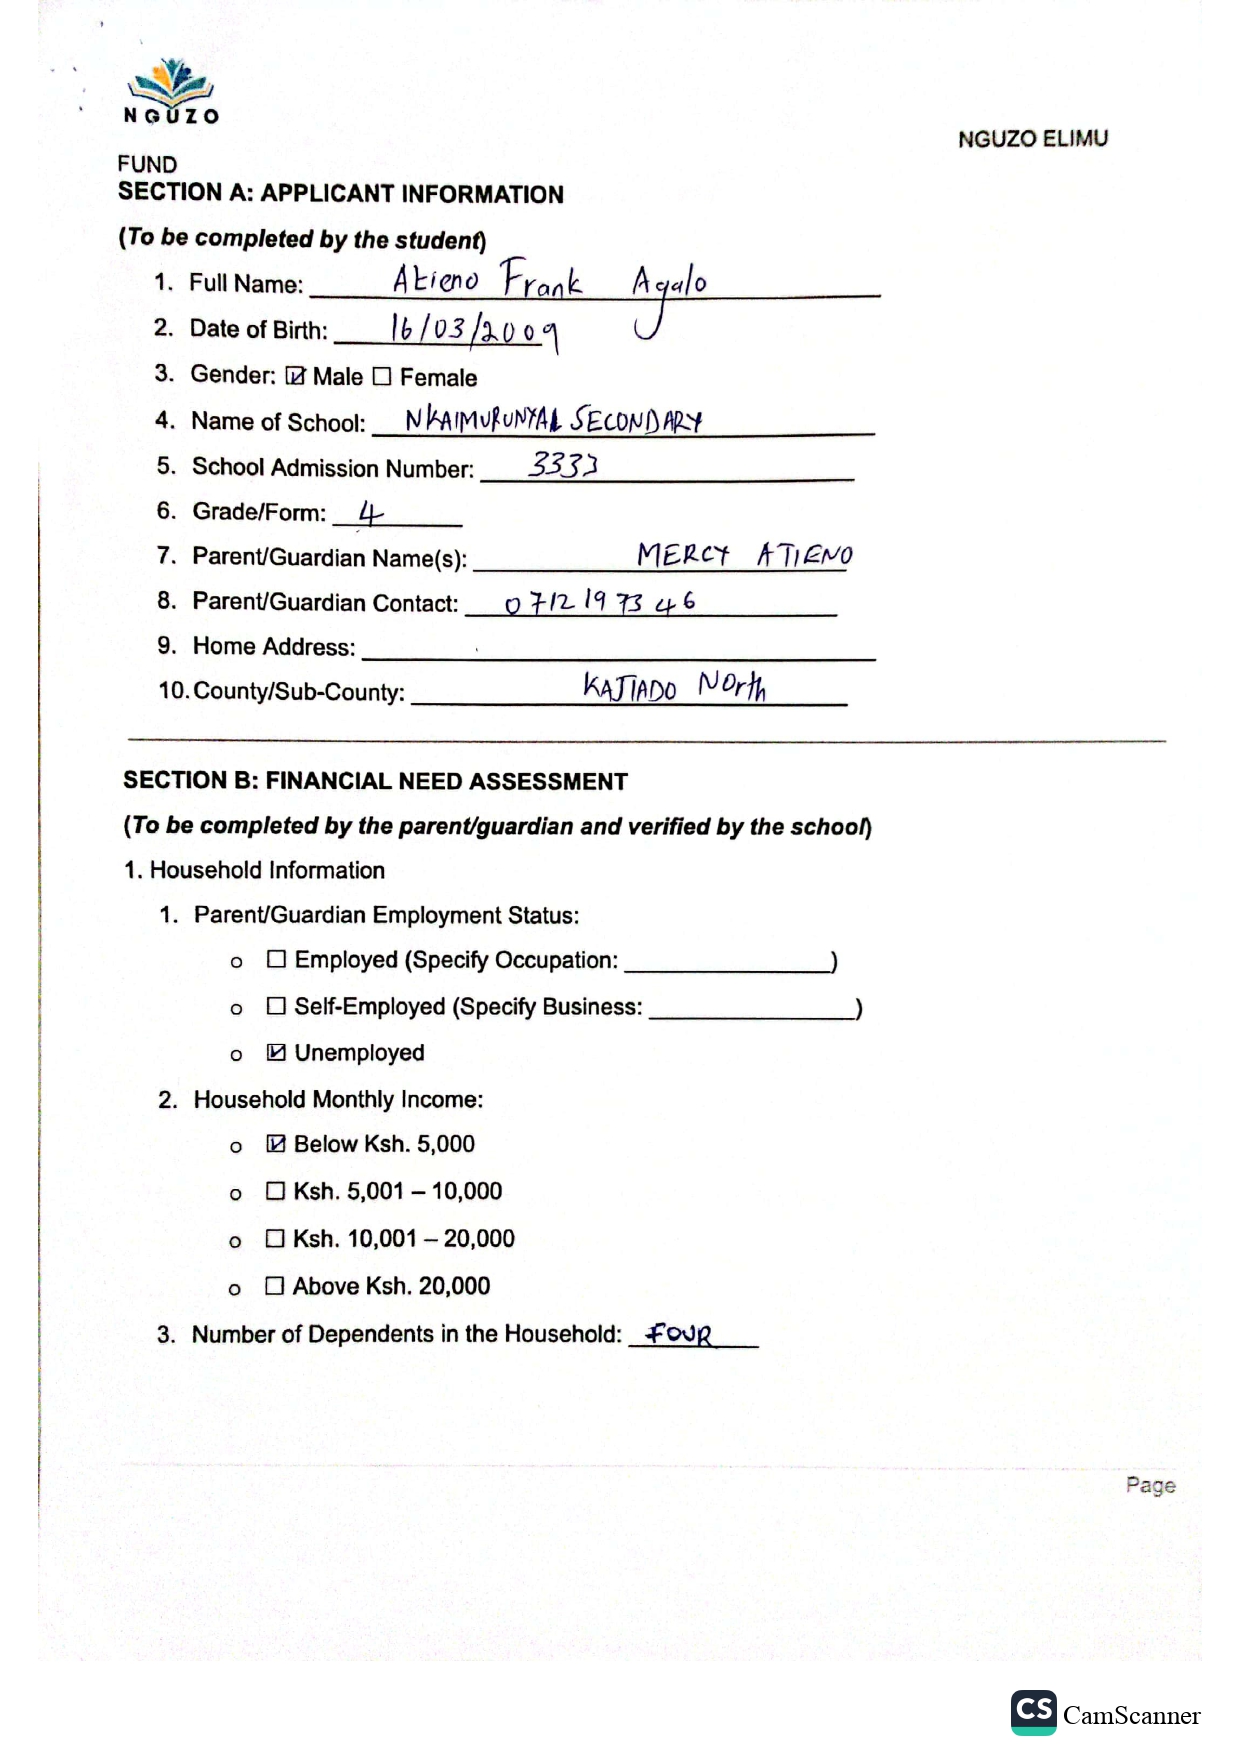 NGUZO
NGUZO ELIMU
FUND
SECTION A: APPLICANT INFORMATION
(To be completed by the student)
1. Full Name: Atieno Frank Agalo
2. Date of Birth: 16/03/2009
3. Gender: ☑ Male ☐ Female
4. Name of School: NKAIMURUNYAL SECONDARY
5. School Admission Number: 3333
6. Grade/Form: 4
7. Parent/Guardian Name(s): MERCY ATIENO
8. Parent/Guardian Contact: 0712197346
9. Home Address:
10. County/Sub-County: KAJIADO North
SECTION B: FINANCIAL NEED ASSESSMENT
(To be completed by the parent/guardian and verified by the school)
1. Household Information
1. Parent/Guardian Employment Status:
o ☐ Employed (Specify Occupation: ______________)
o ☐ Self-Employed (Specify Business: ______________)
o ☑ Unemployed
2. Household Monthly Income:
o ☑ Below Ksh. 5,000
o ☐ Ksh. 5,001 – 10,000
o ☐ Ksh. 10,001 – 20,000
o ☐ Above Ksh. 20,000
3. Number of Dependents in the Household: FOUR
Page
CS CamScanner